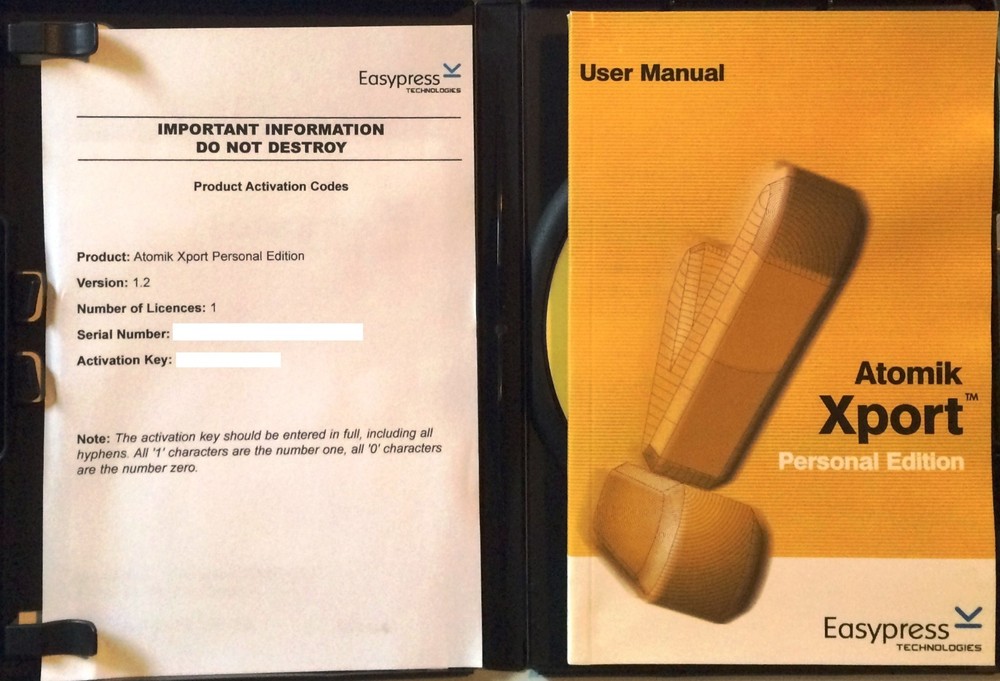 Easypress
TECHNOLOGIES
IMPORTANT INFORMATION
DO NOT DESTROY
Product Activation Codes
Product: Atomik Xport Personal Edition
Version: 1.2
Number of Licences: 1
Serial Number:
Activation Key:
Note: The activation key should be entered in full, including all
hyphens. All '1' characters are the number one, all '0' characters
are the number zero.
User Manual
Atomik
Xport™
Personal Edition
Easypress
TECHNOLOGIES